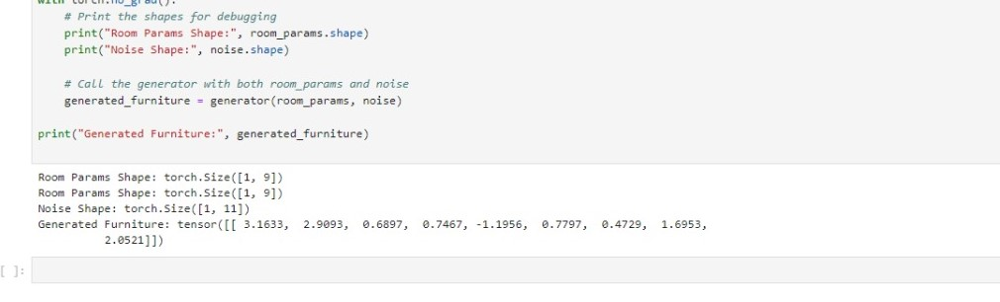 with torch.no_grad():
# Print the shapes for debugging
print("Room Params Shape:", room_params.shape)
print("Noise Shape:", noise.shape)
# Call the generator with both room_params and noise
generated_furniture = generator(room_params, noise)
print("Generated Furniture:", generated_furniture)
Room Params Shape: torch.Size([1, 9])
Room Params Shape: torch.Size([1, 9])
Noise Shape: torch.Size([1, 11])
Generated Furniture: tensor([[ 3.1633, 2.9093, 0.6897, 0.7467, -1.1956, 0.7797, 0.4729, 1.6953,
2.0521]])
[ ]: